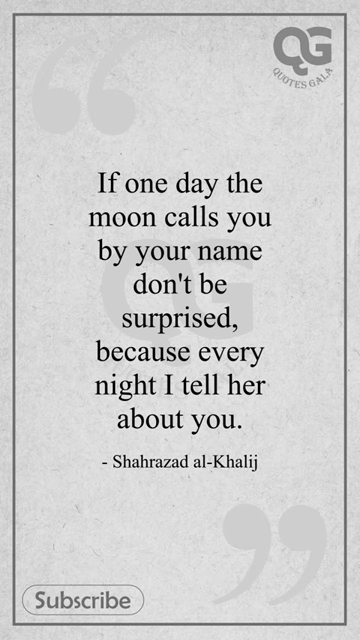 QG
QUOTES GALA
If one day the
moon calls you
by your name
don't be
surprised,
because every
night I tell her
about you.
- Shahrazad al-Khalij
Subscribe